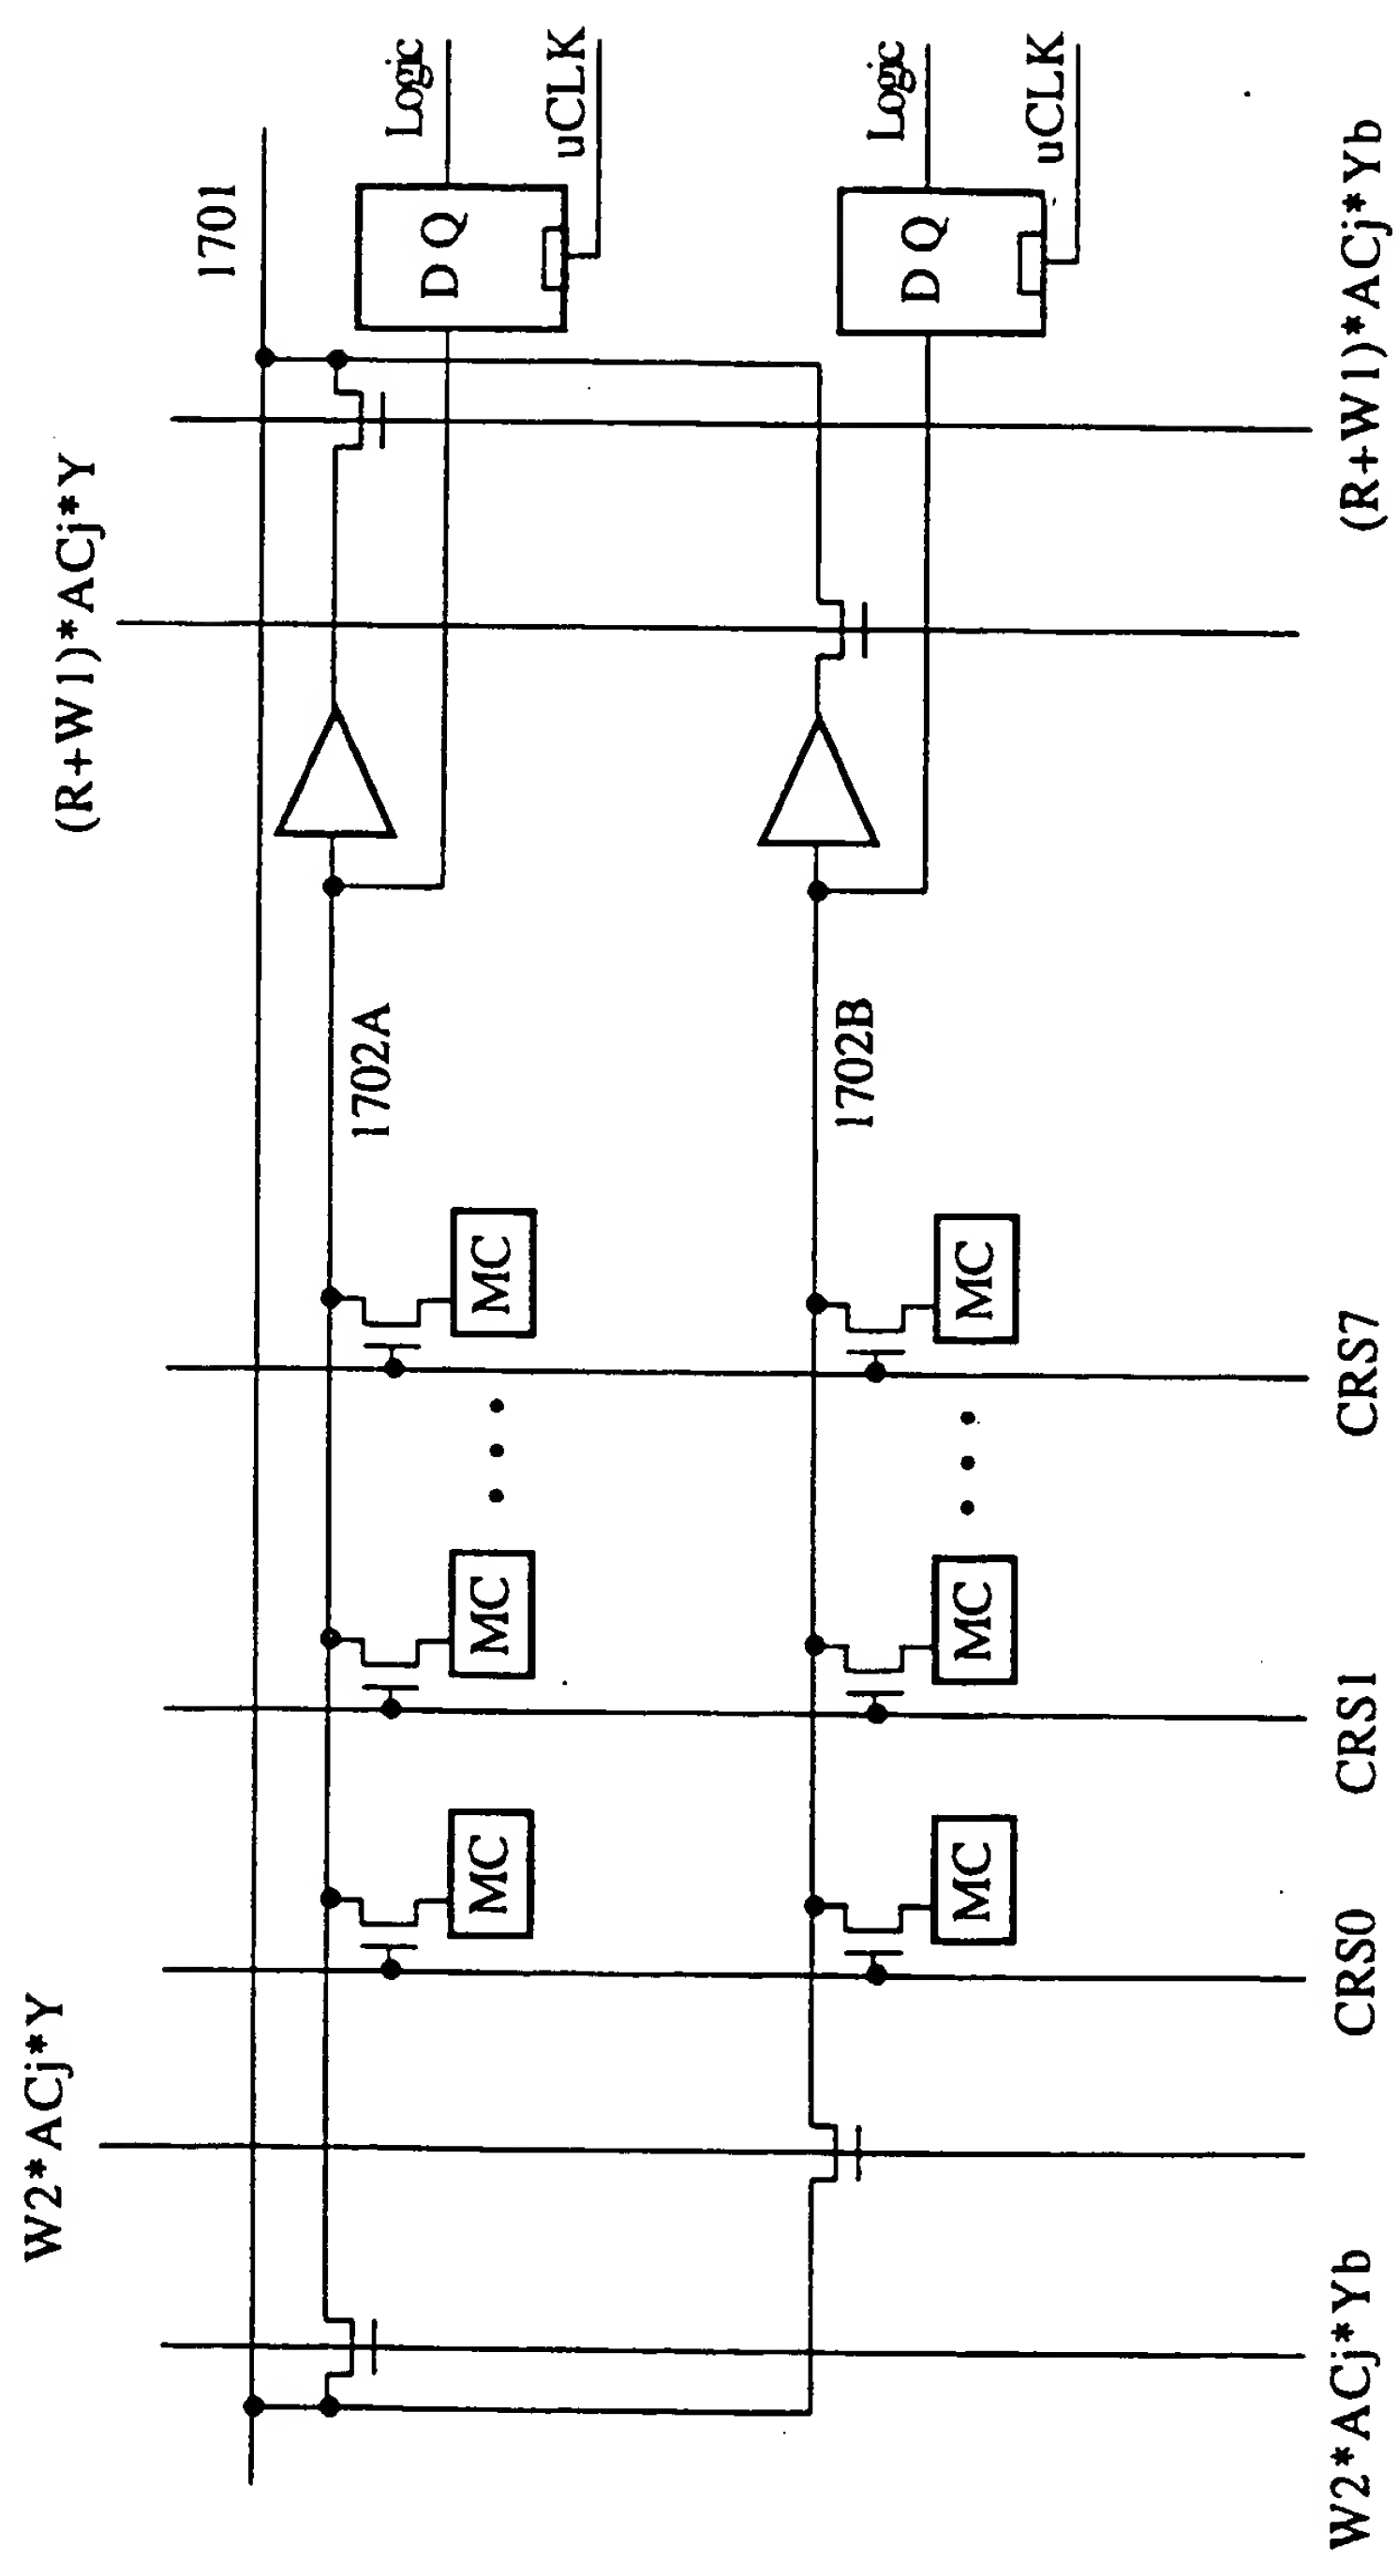 W2*ACj*Y
(R+W1)*ACj*Y
1701
1702A
MC
MC
MC
D Q
Logic
uCLK
1702B
MC
MC
MC
D Q
Logic
uCLK
W2*ACj*Yb
CRS0
CRS1
CRS7
(R+W1)*ACj*Yb